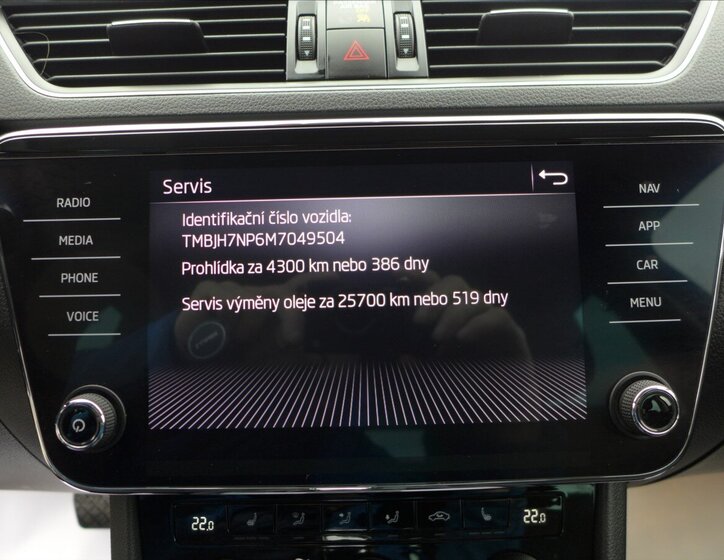 Servis
RADIO
MEDIA
PHONE
VOICE
Identifikační číslo vozidla:
TMBJH7NP6M7049504
Prohlídka za 4300 km nebo 386 dny
Servis výměny oleje za 25700 km nebo 519 dny
NAV
APP
CAR
MENU
22.0
22.0